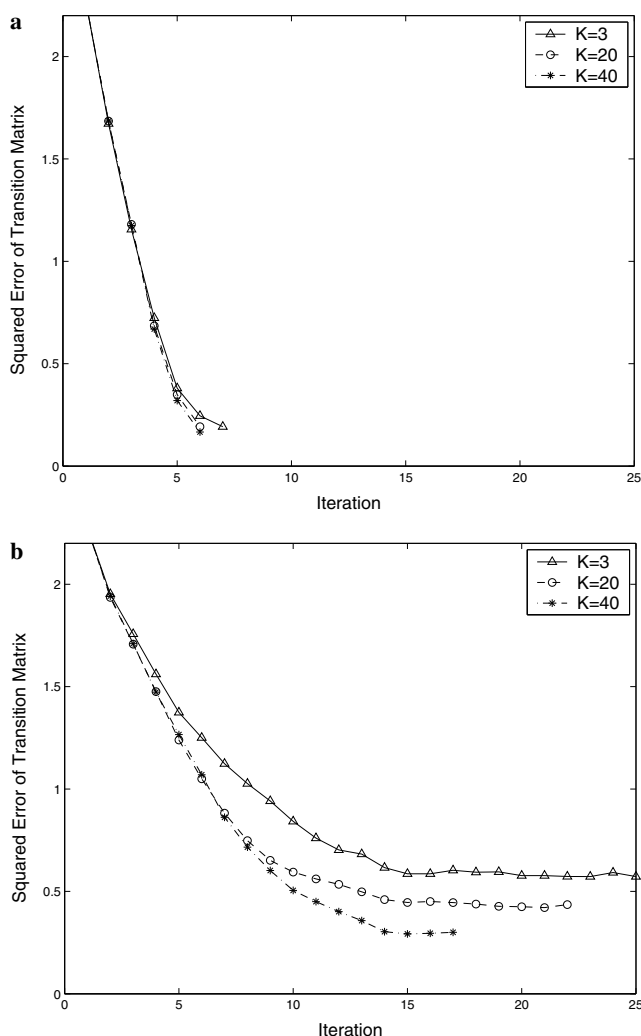 a
K=3
K=20
K=40
2
1.5
1
0.5
0
Squared Error of Transition Matrix
0 5 10 15 20 25
Iteration
b
K=3
K=20
K=40
2
1.5
1
0.5
0
Squared Error of Transition Matrix
0 5 10 15 20 25
Iteration